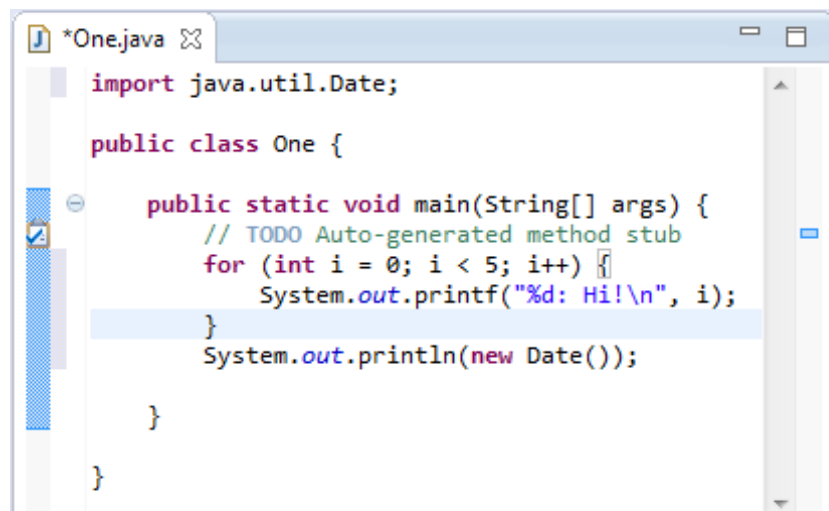 *One.java
import java.util.Date;
public class One {
public static void main(String[] args) {
// TODO Auto-generated method stub
for (int i = 0; i < 5; i++) {
System.out.printf("%d: Hi!\n", i);
}
System.out.println(new Date());
}
}